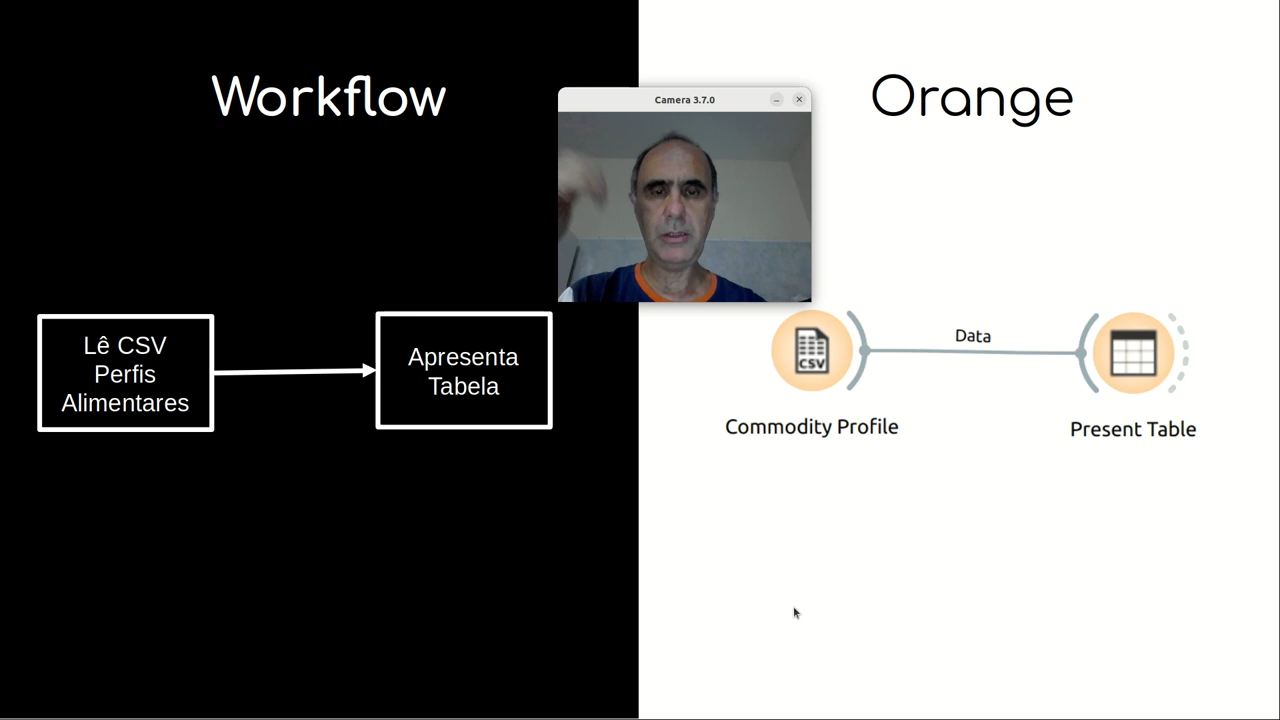 Workflow
Orange
Camera 3.7.0
Lê CSV
Perfis
Alimentares
Apresenta
Tabela
CSV
Data
Commodity Profile
Present Table